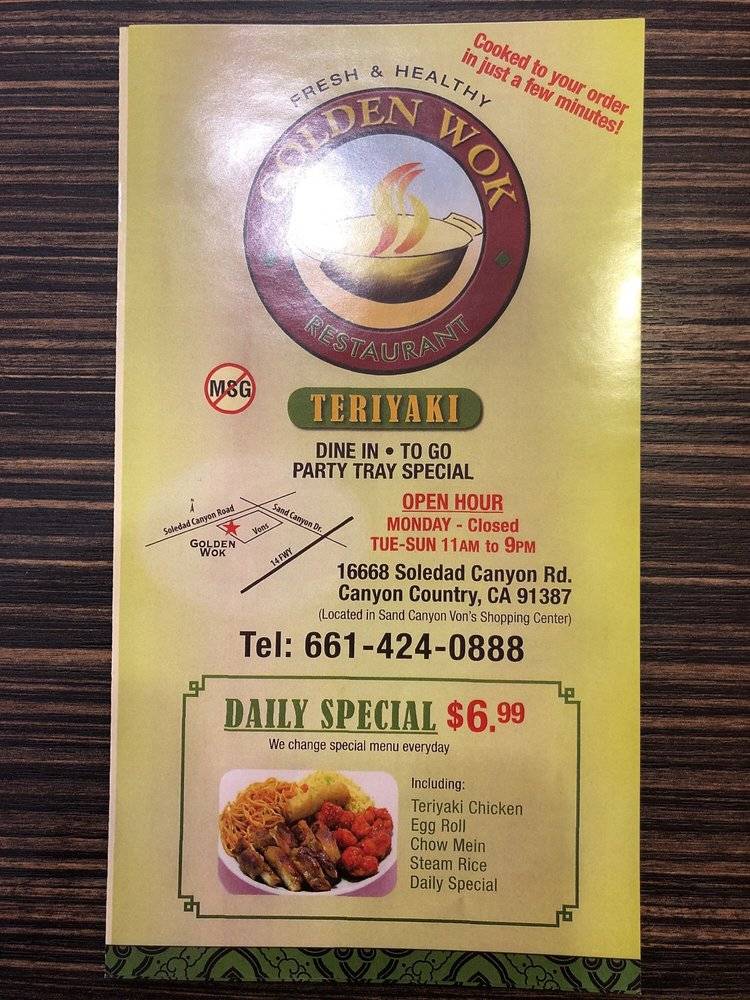 Cooked to your order
in just a few minutes!
FRESH & HEALTHY
GOLDEN WOK
RESTAURANT
MSG
TERIYAKI
DINE IN • TO GO
PARTY TRAY SPECIAL
OPEN HOUR
MONDAY - Closed
TUE-SUN 11AM to 9PM
N
Soledad Canyon Road
Sand Canyon Dr.
Vons
GOLDEN
WOK
14 FWY
16668 Soledad Canyon Rd.
Canyon Country, CA 91387
(Located in Sand Canyon Von's Shopping Center)
Tel: 661-424-0888
DAILY SPECIAL $6.99
We change special menu everyday
Including:
Teriyaki Chicken
Egg Roll
Chow Mein
Steam Rice
Daily Special